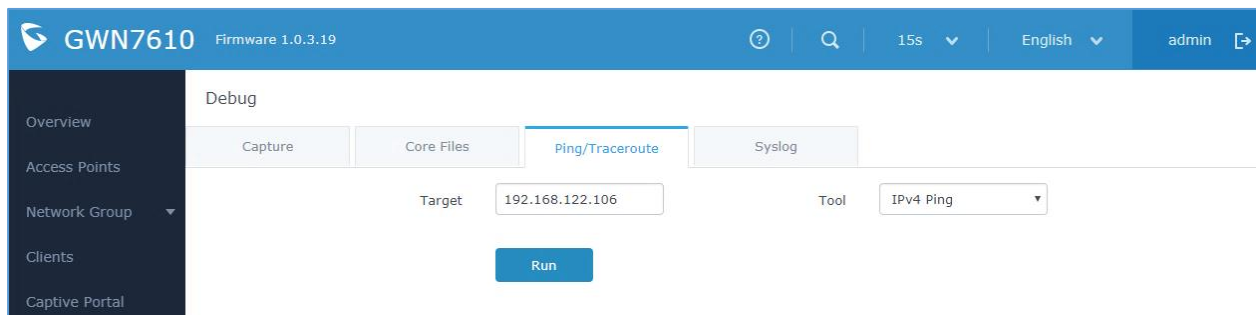 GWN7610 Firmware 1.0.3.19 15s English admin
Debug
Overview
Capture Core Files Ping/Traceroute Syslog
Access Points
Target 192.168.122.106 Tool IPv4 Ping
Network Group
Clients
Run
Captive Portal